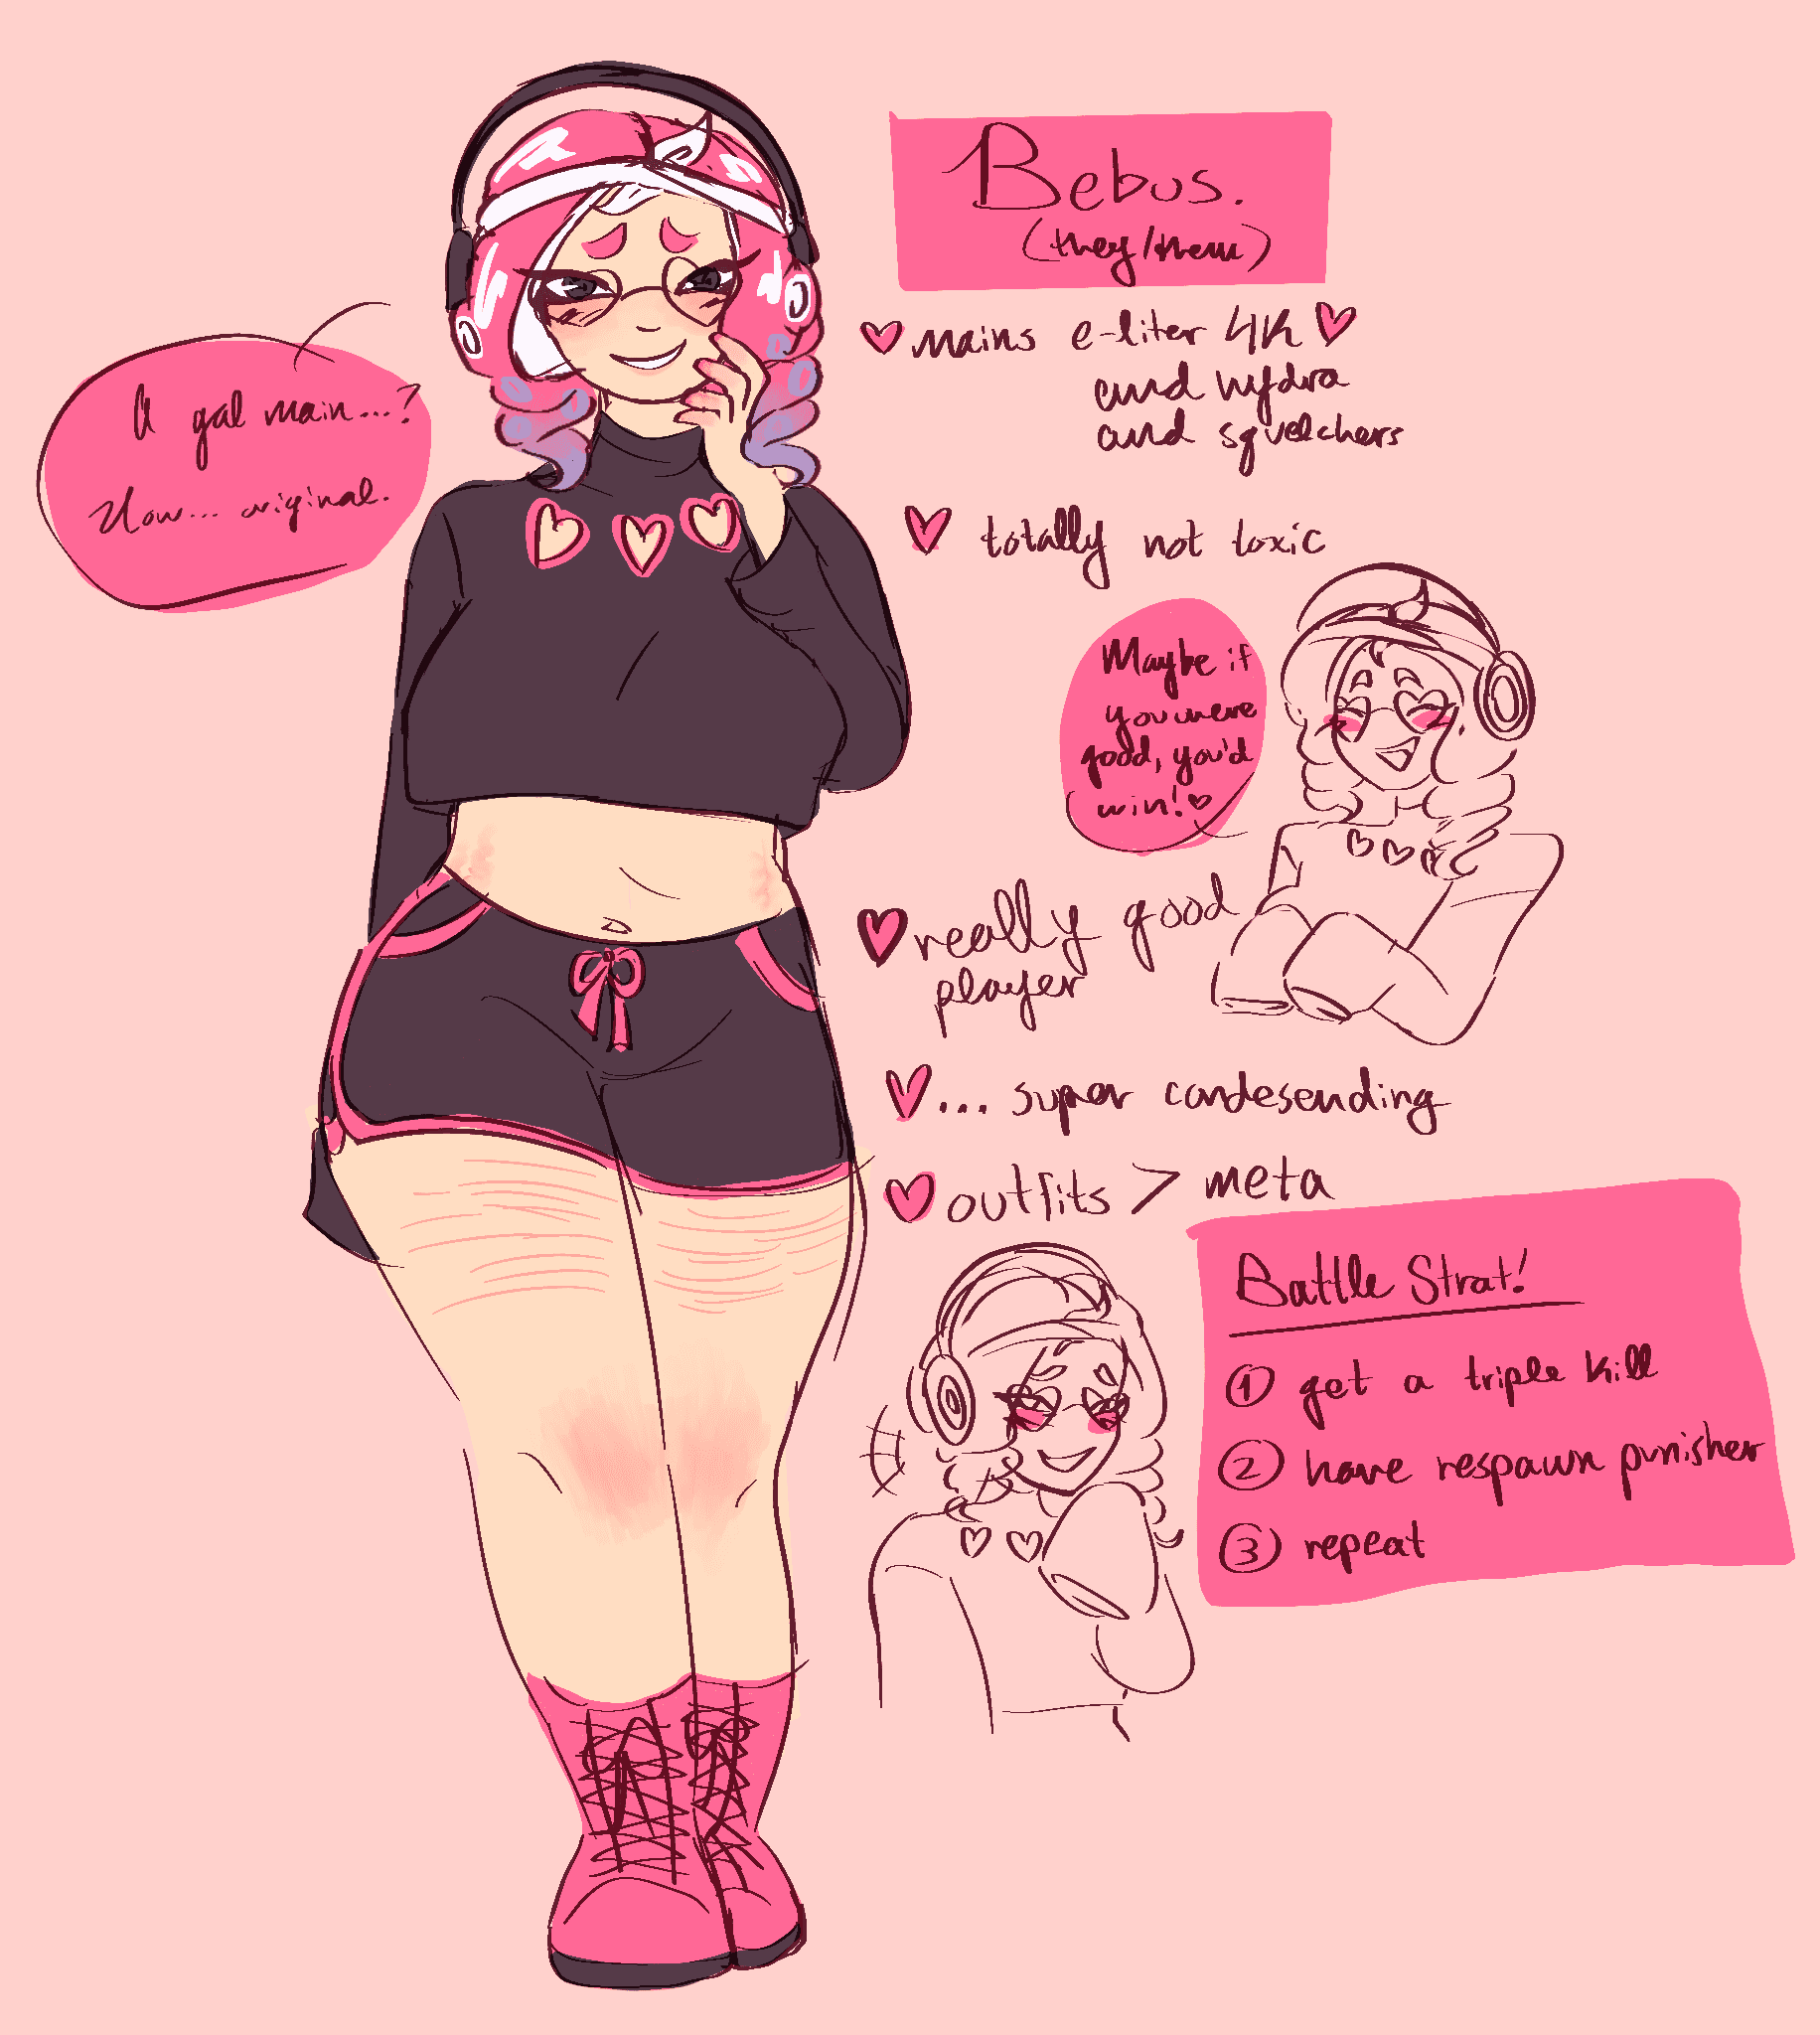 Bebus.
(they/them)
A gal main...?
How... original.
mains e-liter 4K
and hydra
and squelchers
totally not toxic
Maybe if
you were
good, you'd
win!
really good
player
... super condesending
outfits > meta
Battle Strat!
1 get a triple kill
2 have respawn punisher
3 repeat